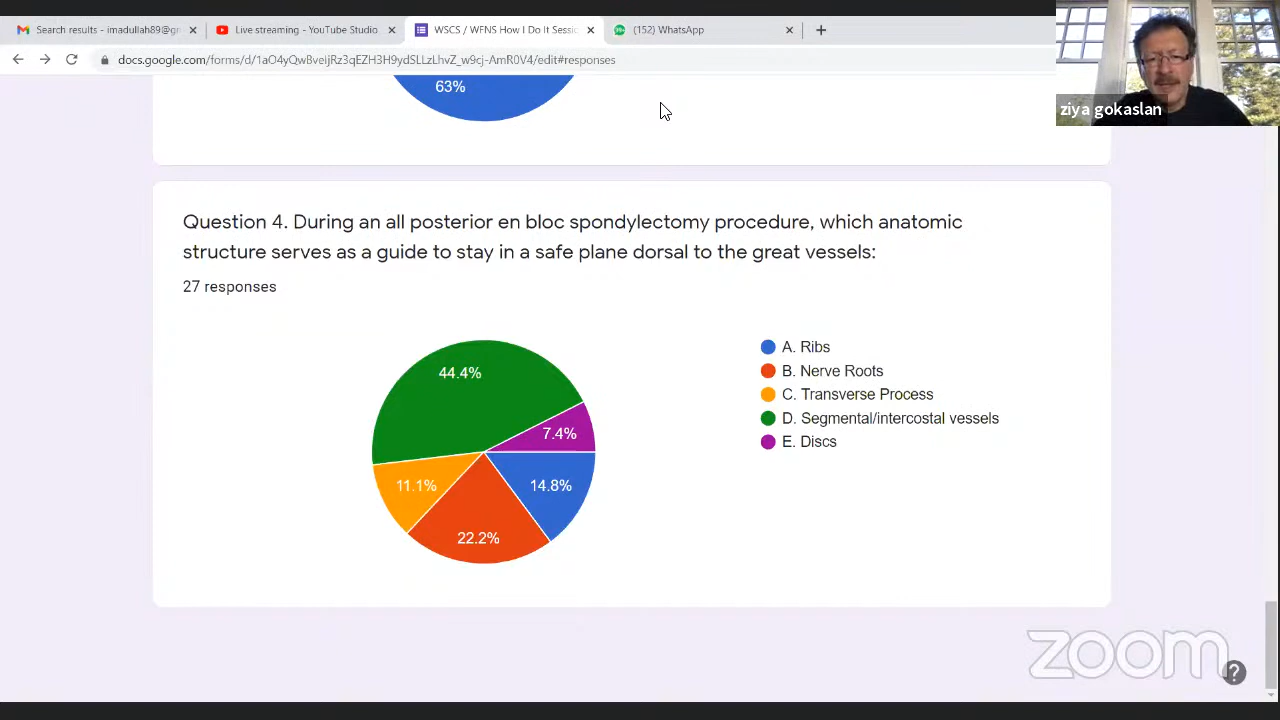 Search results - imadullah88@gr
Live streaming - YouTube Studio
WSCS / WFNS How I Do It Sessic
(152) WhatsApp
docs.google.com/forms/d/1aO4yQwBveijRz3qEZH3H9ydSLLzLhvZ_w9cj-AmR0V4/edit#responses
ziya gokaslan
63%
Question 4. During an all posterior en bloc spondylectomy procedure, which anatomic
structure serves as a guide to stay in a safe plane dorsal to the great vessels:
27 responses
44.4%
7.4%
14.8%
11.1%
22.2%
A. Ribs
B. Nerve Roots
C. Transverse Process
D. Segmental/intercostal vessels
E. Discs
zoom
?